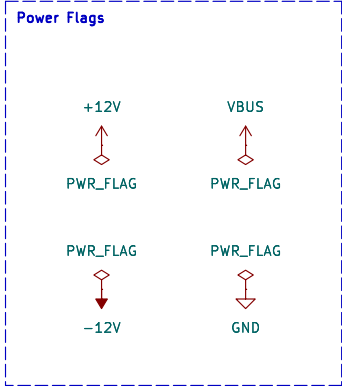 Power Flags
+12V VBUS
PWR_FLAG PWR_FLAG
PWR_FLAG PWR_FLAG
-12V GND